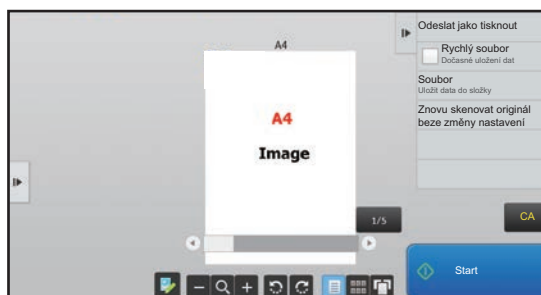 A4
A4
Image
1/5
Odeslat jako tisknout
Rychlý soubor
Dočasné uložení dat
Soubor
Uložit data do složky
Znovu skenovat originál
beze změny nastavení
CA
Start